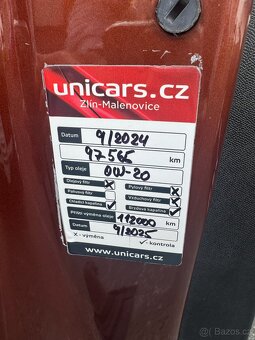 unicars.cz
Zlín-Malenovice
Datum 9/2024
97 565 km
Typ oleje 0W-20
Olejový filtr X Pylový filtr X
Palivový filtr Vzduchový filtr ✓
Chladící kapalina ✓ Brzdová kapalina ✓
Příští výměna oleje 112000 km
Datum 9/2025
X - výměna ✓ - kontrola
www.unicars.cz
Bazoš.cz